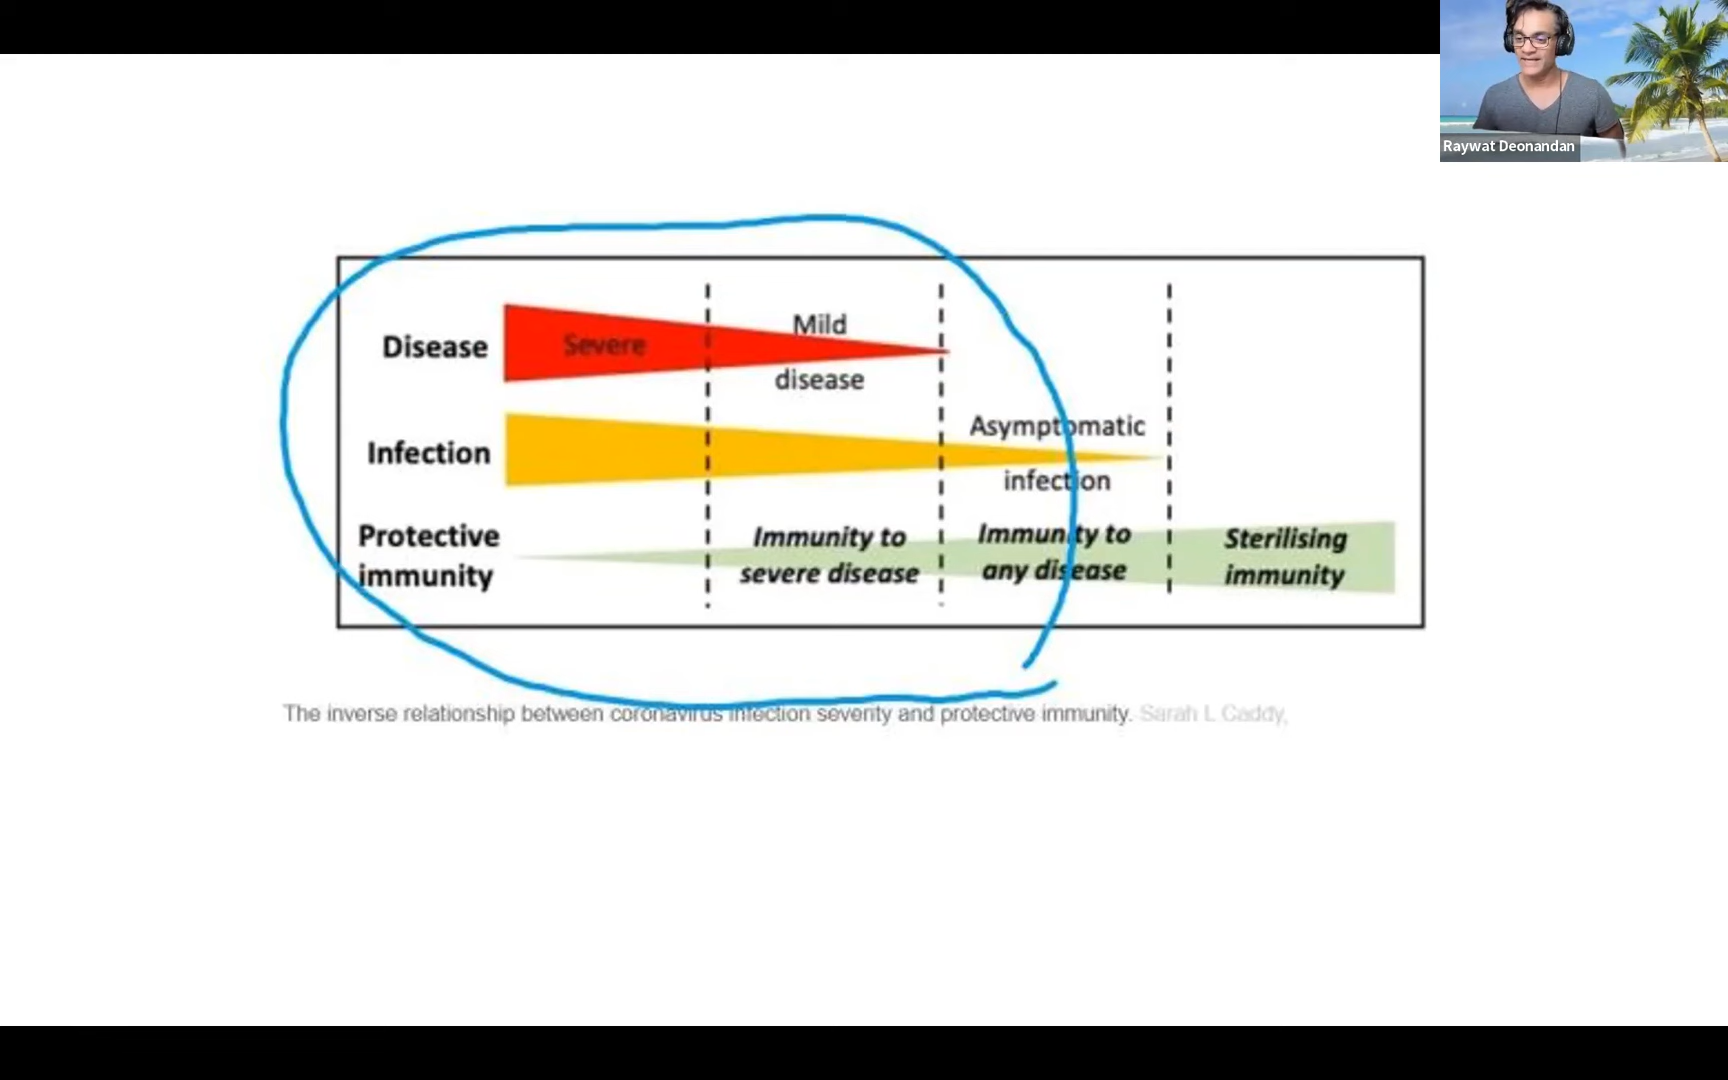 Raywat Deonandan
Disease
Severe
Mild
disease
Infection
Asymptomatic
infection
Protective
immunity
Immunity to
severe disease
Immunity to
any disease
Sterilising
immunity
The inverse relationship between coronavirus infection severity and protective immunity. Sarah L Caddy,